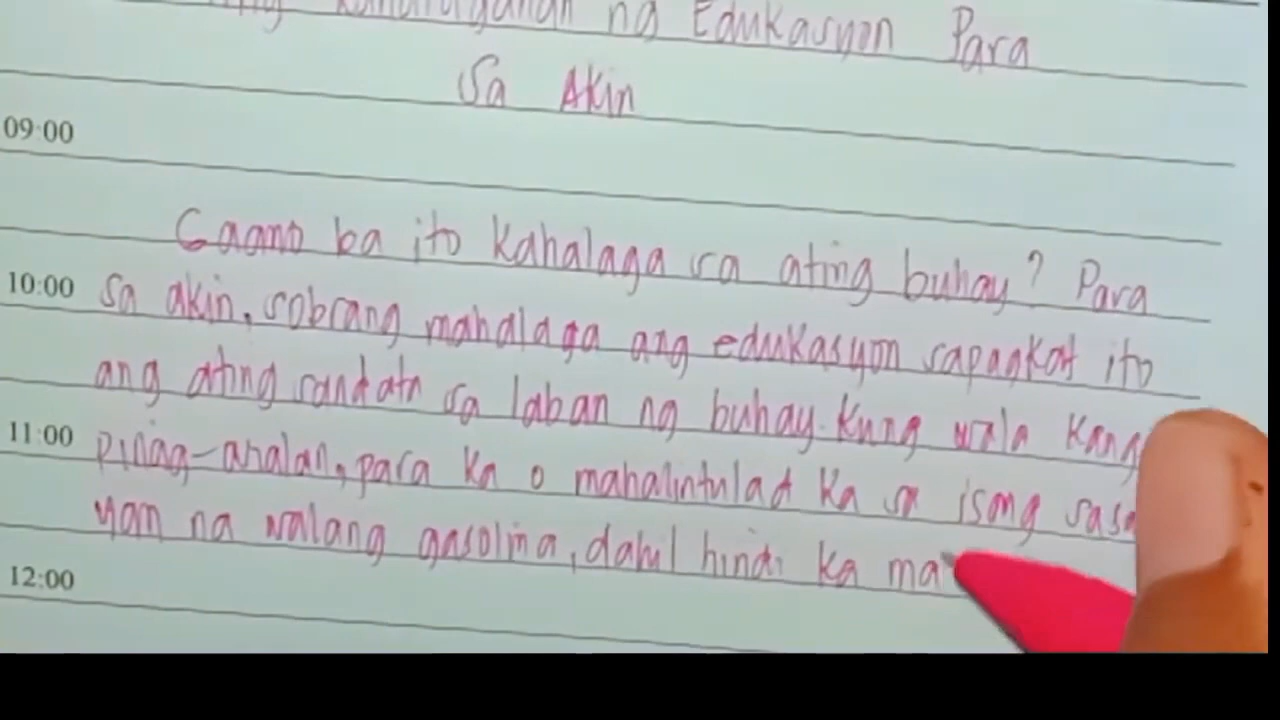 ng Edukasyon Para
Sa Akin
09:00
Gaano ba ito kahalaga sa ating buhay? Para
10:00 sa akin, sobrang mahalaga ang edukasyon sapagkat ito
ang ating sandata sa laban ng buhay. Kung wala kang
11:00 pinag-aralan, para ka o mahalintulad ka sa isang sasa
yan na walang gasolina, dahil hindi ka ma
12:00